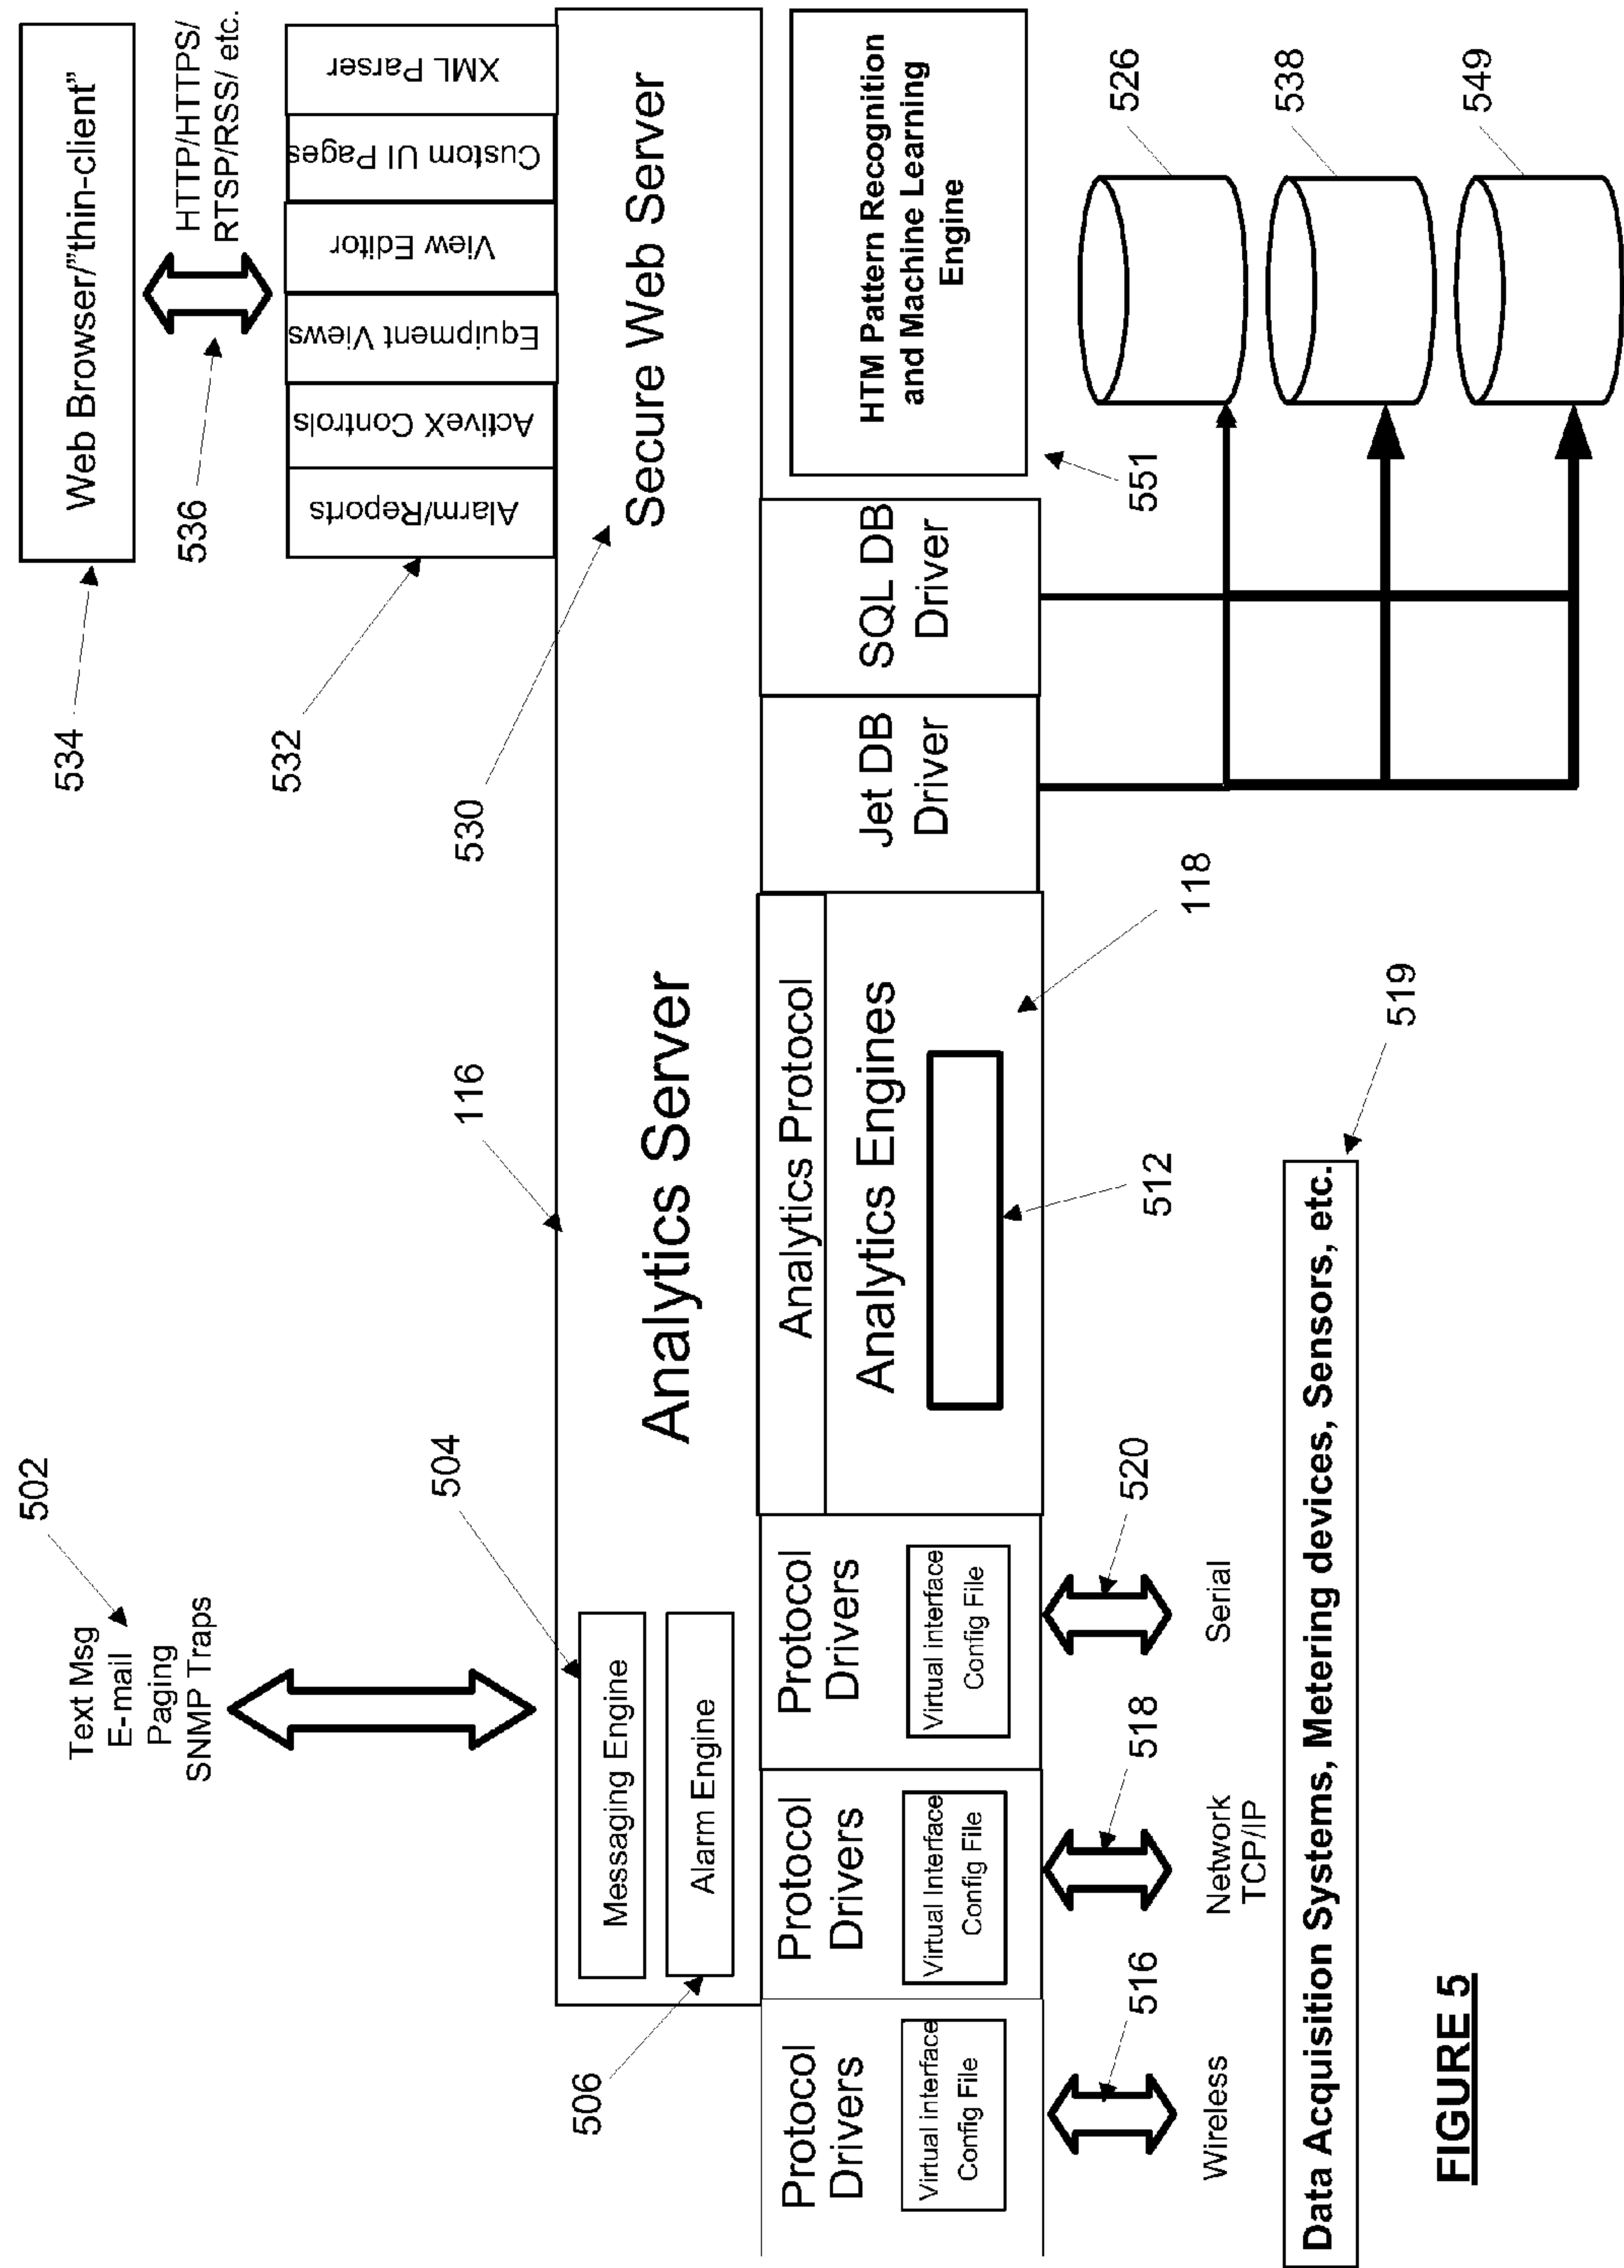 502
Text Msg
E-mail
Paging
SNMP Traps
534
Web Browser/"thin-client"
536
HTTP/HTTPS/
RTSP/RSS/ etc.
532
Alarm/Reports
ActiveX Controls
Equipment Views
View Editor
Custom UI Pages
XML Parser
504
116
530
Messaging Engine
Alarm Engine
506
Analytics Server
Secure Web Server
Protocol
Drivers
Virtual interface
Config File
Protocol
Drivers
Virtual Interface
Config File
Protocol
Drivers
Virtual interface
Config File
Analytics Protocol
Analytics Engines
Jet DB
Driver
SQL DB
Driver
HTM Pattern Recognition
and Machine Learning
Engine
516
518
520
512
118
551
526
538
549
Wireless
Network
TCP/IP
Serial
519
Data Acquisition Systems, Metering devices, Sensors, etc.
FIGURE 5